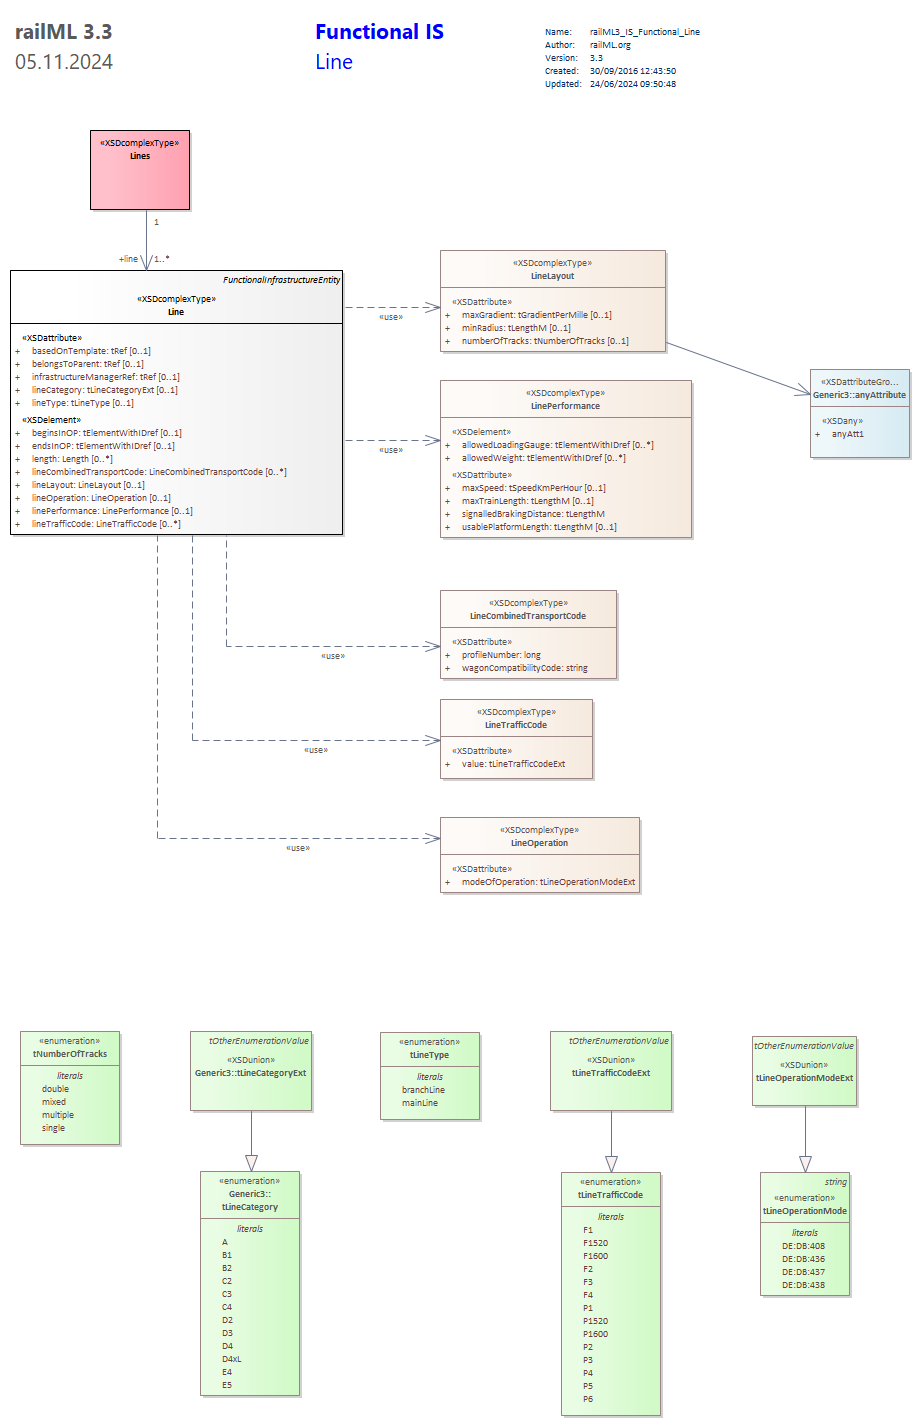 railML 3.3
05.11.2024
Functional IS
Line
Name: railML3_IS_Functional_Line
Author: railML.org
Version: 3.3
Created: 30/09/2016 12:43:50
Updated: 24/06/2024 09:50:48
«XSDcomplexType»
Lines
1
+line 1..*
FunctionalInfrastructureEntity
«XSDcomplexType»
Line
«XSDattribute»
+ basedOnTemplate: tRef [0..1]
+ belongsToParent: tRef [0..1]
+ infrastructureManagerRef: tRef [0..1]
+ lineCategory: tLineCategoryExt [0..1]
+ lineType: tLineType [0..1]
«XSDelement»
+ beginsInOP: tElementWithIDref [0..1]
+ endsInOP: tElementWithIDref [0..1]
+ length: Length [0..*]
+ lineCombinedTransportCode: LineCombinedTransportCode [0..*]
+ lineLayout: LineLayout [0..1]
+ lineOperation: LineOperation [0..1]
+ linePerformance: LinePerformance [0..1]
+ lineTrafficCode: LineTrafficCode [0..*]
«use»
«XSDcomplexType»
LineLayout
«XSDattribute»
+ maxGradient: tGradientPerMille [0..1]
+ minRadius: tLengthM [0..1]
+ numberOfTracks: tNumberOfTracks [0..1]
«XSDattributeGro...
Generic3::anyAttribute
«XSDany»
+ anyAtt1
«use»
«XSDcomplexType»
LinePerformance
«XSDelement»
+ allowedLoadingGauge: tElementWithIDref [0..*]
+ allowedWeight: tElementWithIDref [0..*]
«XSDattribute»
+ maxSpeed: tSpeedKmPerHour [0..1]
+ maxTrainLength: tLengthM [0..1]
+ signalledBrakingDistance: tLengthM
+ usablePlatformLength: tLengthM [0..1]
«use»
«XSDcomplexType»
LineCombinedTransportCode
«XSDattribute»
+ profileNumber: long
+ wagonCompatibilityCode: string
«use»
«XSDcomplexType»
LineTrafficCode
«XSDattribute»
+ value: tLineTrafficCodeExt
«use»
«XSDcomplexType»
LineOperation
«XSDattribute»
+ modeOfOperation: tLineOperationModeExt
«enumeration»
tNumberOfTracks
literals
double
mixed
multiple
single
tOtherEnumerationValue
«XSDunion»
Generic3::tLineCategoryExt
«enumeration»
Generic3::
tLineCategory
literals
A
B1
B2
C2
C3
C4
D2
D3
D4
D4xL
E4
E5
«enumeration»
tLineType
literals
branchLine
mainLine
tOtherEnumerationValue
«XSDunion»
tLineTrafficCodeExt
«enumeration»
tLineTrafficCode
literals
F1
F1520
F1600
F2
F3
F4
P1
P1520
P1600
P2
P3
P4
P5
P6
tOtherEnumerationValue
«XSDunion»
tLineOperationModeExt
string
«enumeration»
tLineOperationMode
literals
DE:DB:408
DE:DB:436
DE:DB:437
DE:DB:438